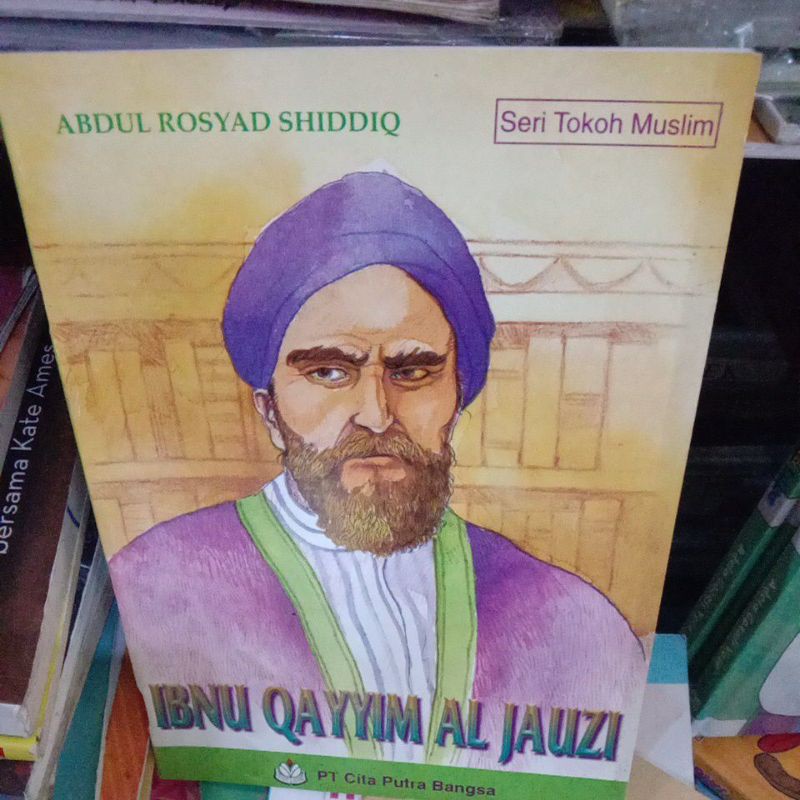 ABDUL ROSYAD SHIDDIQ
Seri Tokoh Muslim
IBNU QAYYIM AL JAUZI
PT Cita Putra Bangsa
bersama Kate Ames